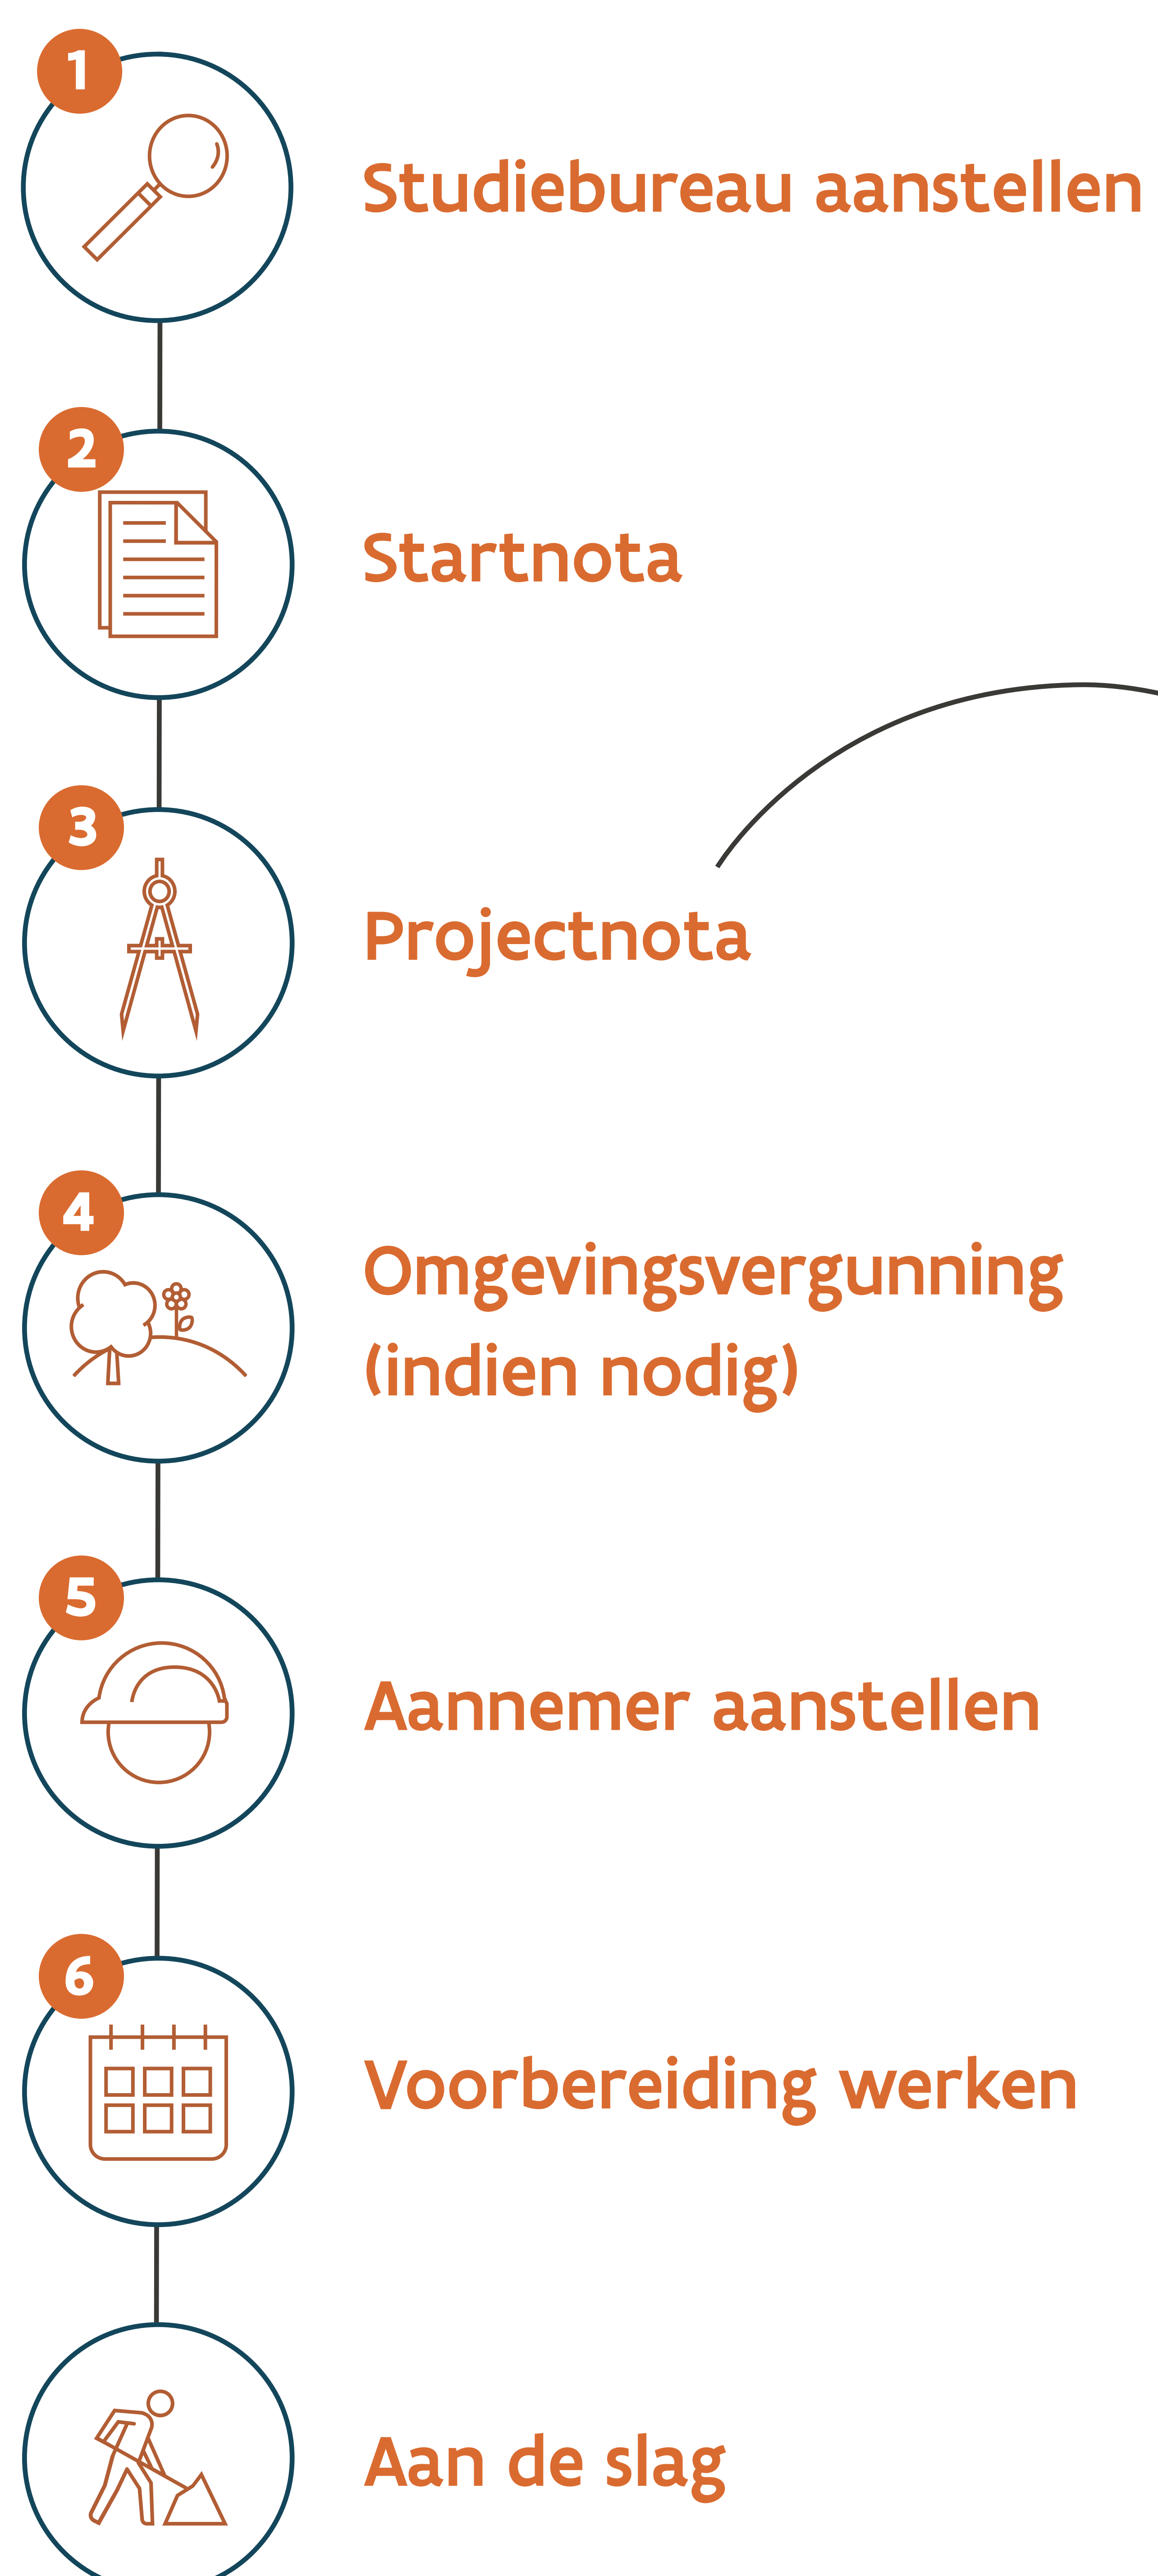 1
Studiebureau aanstellen
2
Startnota
3
Projectnota
4
Omgevingsvergunning
(indien nodig)
5
Aannemer aanstellen
6
Voorbereiding werken
Aan de slag